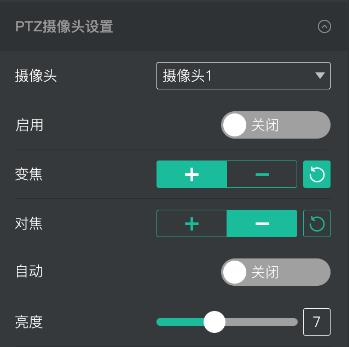 PTZ摄像头设置
摄像头 摄像头1
启用 关闭
变焦 + −
对焦 + −
自动 关闭
亮度 7